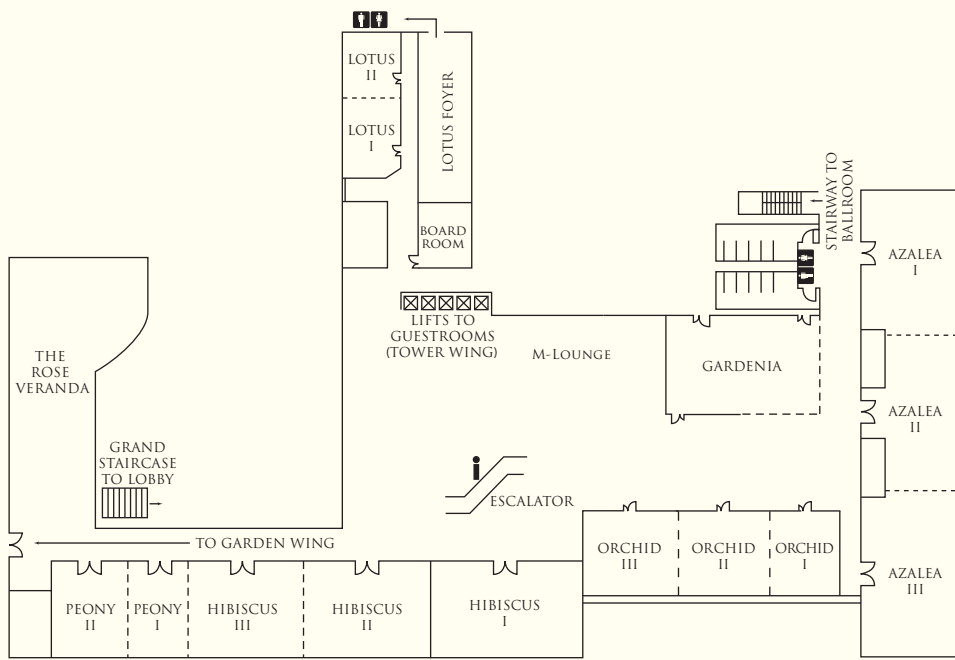 LOTUS
II
LOTUS
I
LOTUS FOYER
BOARD
ROOM
STAIRWAY TO
BALLROOM
AZALEA
I
LIFTS TO
GUESTROOMS
(TOWER WING)
M-LOUNGE
GARDENIA
THE
ROSE
VERANDA
AZALEA
II
GRAND
STAIRCASE
TO LOBBY
i
ESCALATOR
TO GARDEN WING
ORCHID
III
ORCHID
II
ORCHID
I
AZALEA
III
PEONY
II
PEONY
I
HIBISCUS
III
HIBISCUS
II
HIBISCUS
I